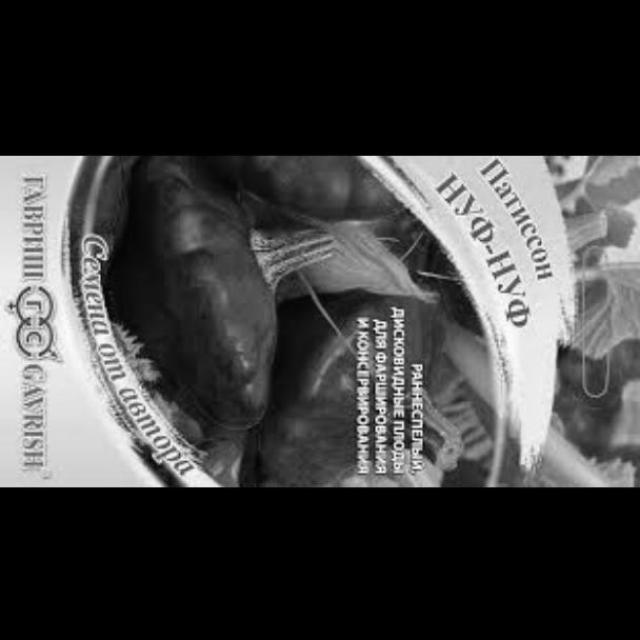 Патиссон
НУФ-НУФ
РАННЕСПЕЛЫЙ,
ДИСКОВИДНЫЕ ПЛОДЫ
ДЛЯ ФАРШИРОВАНИЯ
И КОНСЕРВИРОВАНИЯ
Семена от автора
ГАВРИШ GAVRISH